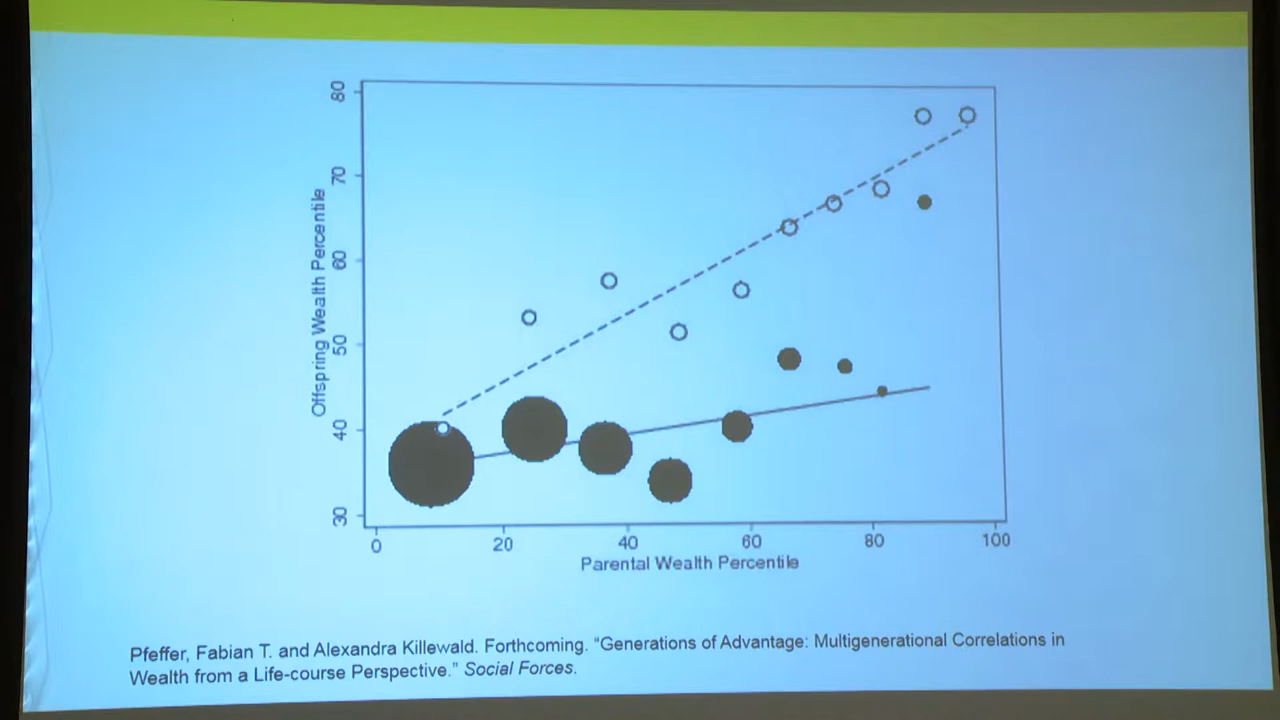 80
70
60
50
40
30
Offspring Wealth Percentile
0 20 40 60 80 100
Parental Wealth Percentile
Pfeffer, Fabian T. and Alexandra Killewald. Forthcoming. “Generations of Advantage: Multigenerational Correlations in
Wealth from a Life-course Perspective.” Social Forces.